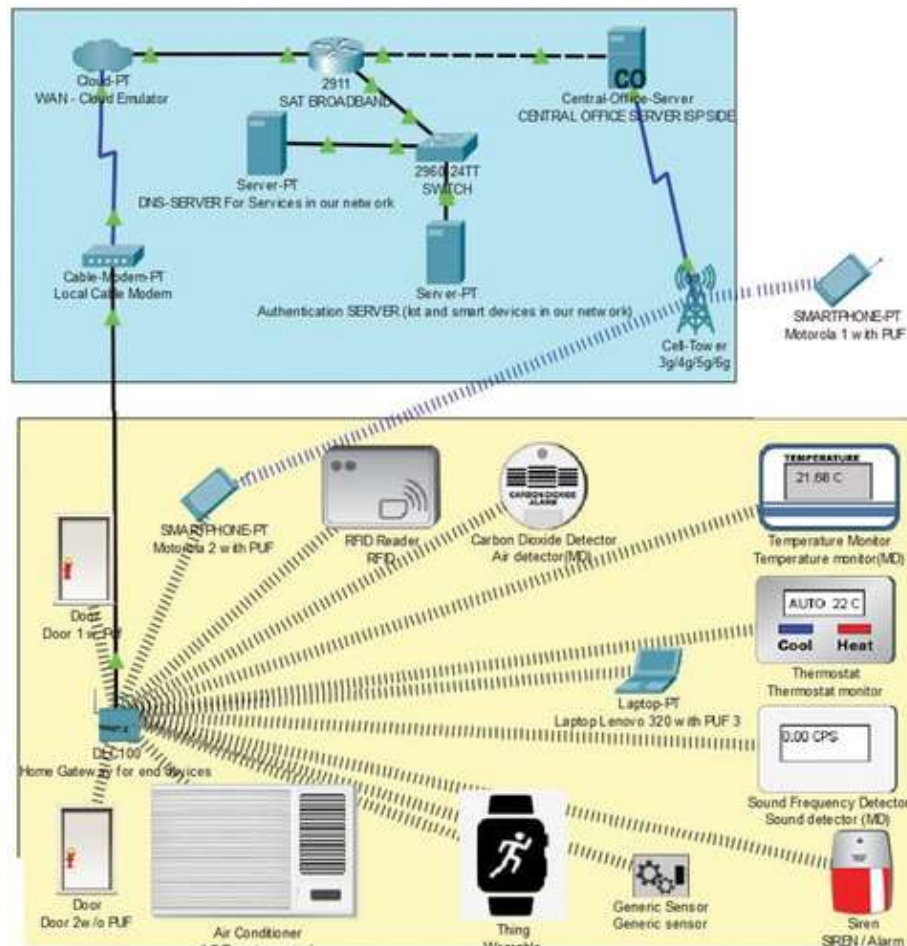 Cloud-PT
WAN - Cloud Emulator
2911
SAT BROADBAND
CO
Central-Office-Server
CENTRAL OFFICE SERVER ISP SIDE
Server-PT
DNS-SERVER For Services in our network
2960 24TT
SWITCH
Cable-Modem-PT
Local Cable Modem
Server-PT
Authentication SERVER (Iot and smart devices in our network)
Cell-Tower
3g/4g/5g/6g
SMARTPHONE-PT
Motorola 1 with PUF
SMARTPHONE-PT
Motorola 2 with PUF
RFID Reader
RFID
CARBON DIOXIDE
ALARM
Carbon Dioxide Detector
Air detector(MD)
TEMPERATURE
21.68 C
Temperature Monitor
Temperature monitor(MD)
Door
Door 1 w Puf
AUTO 22 C
Cool Heat
Thermostat
Thermostat monitor
Laptop-PT
Laptop Lenovo 320 with PUF 3
DLC100
Home Gateway for end devices
0.00 CPS
Sound Frequency Detector
Sound detector (MD)
Door
Door 2w/o PUF
Air Conditioner
Thing
Wearable
Generic Sensor
Generic sensor
Siren
SIREN / Alarm